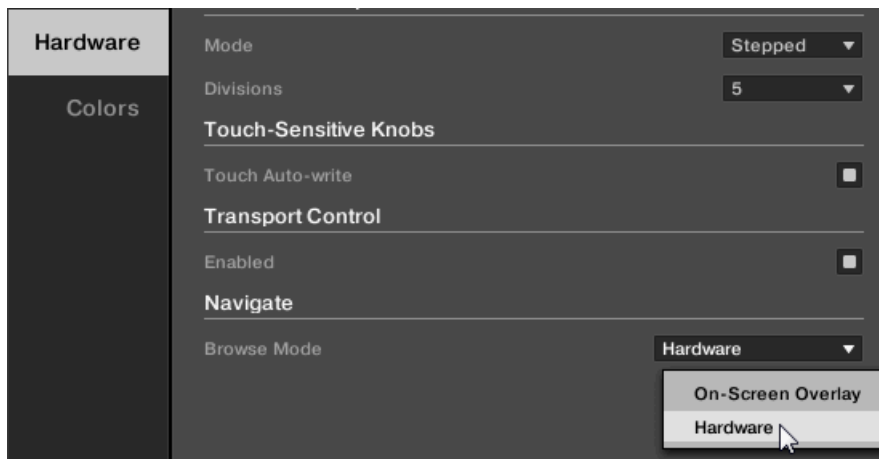 Hardware
Colors
Mode
Stepped
Divisions
5
Touch-Sensitive Knobs
Touch Auto-write
Transport Control
Enabled
Navigate
Browse Mode
Hardware
On-Screen Overlay
Hardware